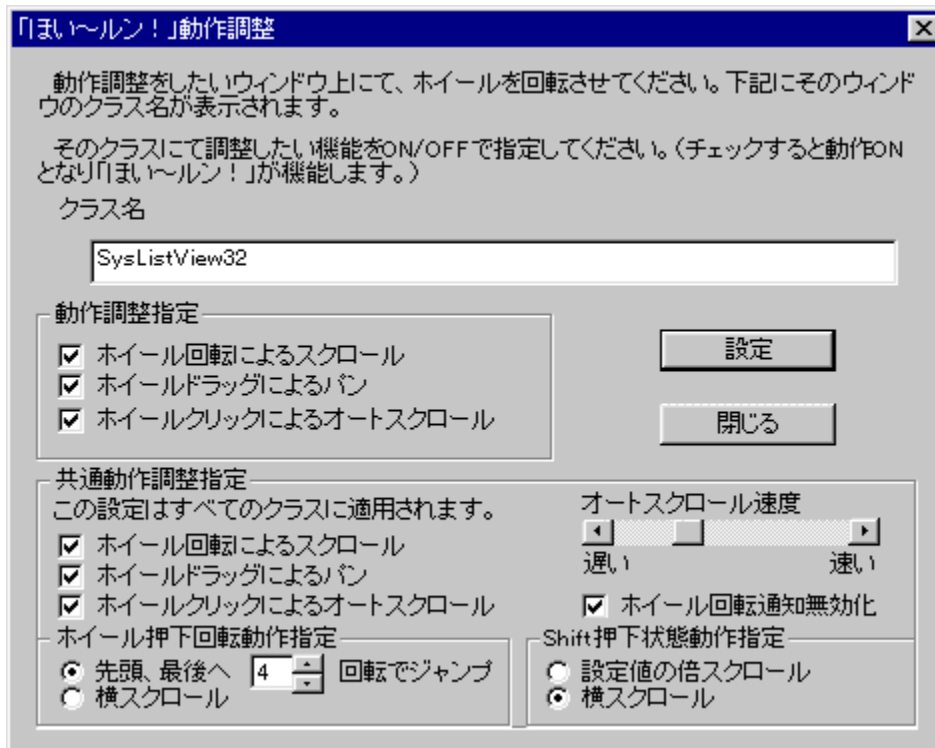 「ほい～ルン！」動作調整
動作調整をしたいウィンドウ上にて、ホイールを回転させてください。下記にそのウィンド
ウのクラス名が表示されます。
そのクラスにて調整したい機能をON/OFFで指定してください。（チェックすると動作ON
となり「ほい～ルン！」が機能します。）
クラス名
SysListView32
動作調整指定
ホイール回転によるスクロール
ホイールドラッグによるパン
ホイールクリックによるオートスクロール
設定
閉じる
共通動作調整指定
この設定はすべてのクラスに適用されます。
ホイール回転によるスクロール
ホイールドラッグによるパン
ホイールクリックによるオートスクロール
オートスクロール速度
遅い 速い
ホイール回転通知無効化
ホイール押下回転動作指定
先頭、最後へ 4 回転でジャンプ
横スクロール
Shift押下状態動作指定
設定値の倍スクロール
横スクロール